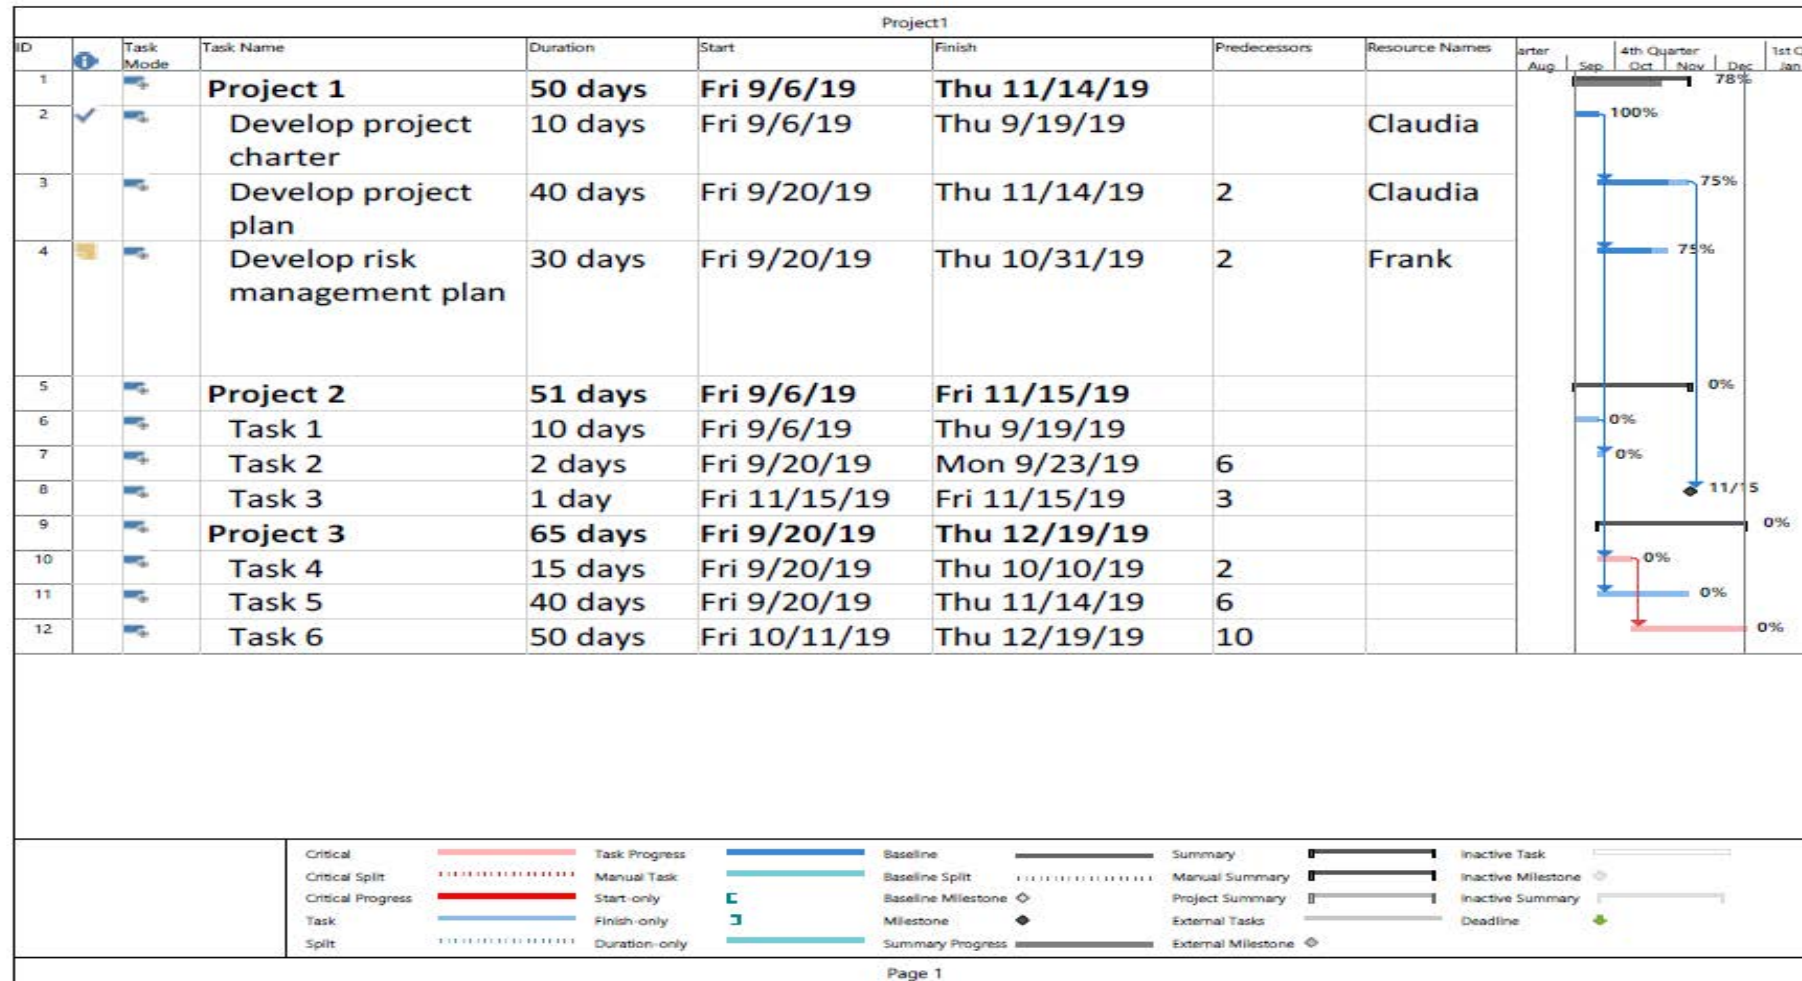 Project1
ID Task Mode Task Name Duration Start Finish Predecessors Resource Names arter 4th Quarter 1st Q
Aug Sep Oct Nov Dec Jan
1 Project 1 50 days Fri 9/6/19 Thu 11/14/19 78%
2 Develop project charter 10 days Fri 9/6/19 Thu 9/19/19 Claudia 100%
3 Develop project plan 40 days Fri 9/20/19 Thu 11/14/19 2 Claudia 75%
4 Develop risk management plan 30 days Fri 9/20/19 Thu 10/31/19 2 Frank 75%
5 Project 2 51 days Fri 9/6/19 Fri 11/15/19 0%
6 Task 1 10 days Fri 9/6/19 Thu 9/19/19 0%
7 Task 2 2 days Fri 9/20/19 Mon 9/23/19 6 0%
8 Task 3 1 day Fri 11/15/19 Fri 11/15/19 3 11/15
9 Project 3 65 days Fri 9/20/19 Thu 12/19/19 0%
10 Task 4 15 days Fri 9/20/19 Thu 10/10/19 2 0%
11 Task 5 40 days Fri 9/20/19 Thu 11/14/19 6 0%
12 Task 6 50 days Fri 10/11/19 Thu 12/19/19 10 0%
Critical Task Progress Baseline Summary Inactive Task
Critical Split Manual Task Baseline Split Manual Summary Inactive Milestone
Critical Progress Start-only Baseline Milestone Project Summary Inactive Summary
Task Finish-only Milestone External Tasks Deadline
Split Duration-only Summary Progress External Milestone
Page 1